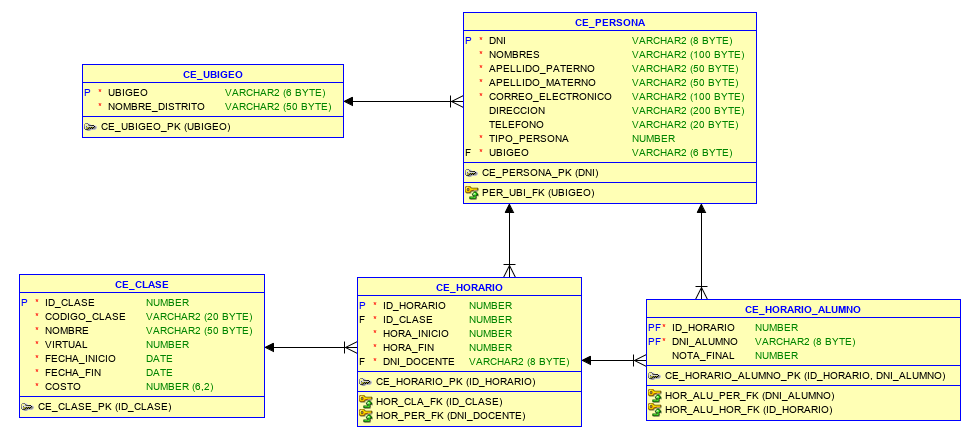 CE_PERSONA
P * DNI VARCHAR2 (8 BYTE)
* NOMBRES VARCHAR2 (100 BYTE)
* APELLIDO_PATERNO VARCHAR2 (50 BYTE)
* APELLIDO_MATERNO VARCHAR2 (50 BYTE)
* CORREO_ELECTRONICO VARCHAR2 (100 BYTE)
DIRECCION VARCHAR2 (200 BYTE)
TELEFONO VARCHAR2 (20 BYTE)
* TIPO_PERSONA NUMBER
F * UBIGEO VARCHAR2 (6 BYTE)
CE_PERSONA_PK (DNI)
PER_UBI_FK (UBIGEO)
CE_UBIGEO
P * UBIGEO VARCHAR2 (6 BYTE)
* NOMBRE_DISTRITO VARCHAR2 (50 BYTE)
CE_UBIGEO_PK (UBIGEO)
CE_CLASE
P * ID_CLASE NUMBER
* CODIGO_CLASE VARCHAR2 (20 BYTE)
* NOMBRE VARCHAR2 (50 BYTE)
* VIRTUAL NUMBER
* FECHA_INICIO DATE
* FECHA_FIN DATE
* COSTO NUMBER (6,2)
CE_CLASE_PK (ID_CLASE)
CE_HORARIO
P * ID_HORARIO NUMBER
F * ID_CLASE NUMBER
* HORA_INICIO NUMBER
* HORA_FIN NUMBER
F * DNI_DOCENTE VARCHAR2 (8 BYTE)
CE_HORARIO_PK (ID_HORARIO)
HOR_CLA_FK (ID_CLASE)
HOR_PER_FK (DNI_DOCENTE)
CE_HORARIO_ALUMNO
PF* ID_HORARIO NUMBER
PF* DNI_ALUMNO VARCHAR2 (8 BYTE)
NOTA_FINAL NUMBER
CE_HORARIO_ALUMNO_PK (ID_HORARIO, DNI_ALUMNO)
HOR_ALU_PER_FK (DNI_ALUMNO)
HOR_ALU_HOR_FK (ID_HORARIO)